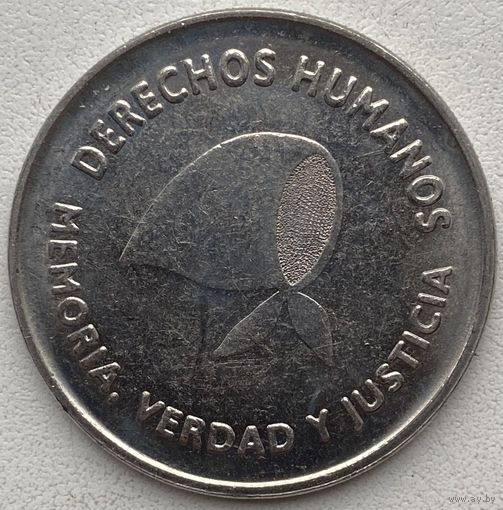 DERECHOS HUMANOS
MEMORIA, VERDAD Y JUSTICIA
www.ay.by